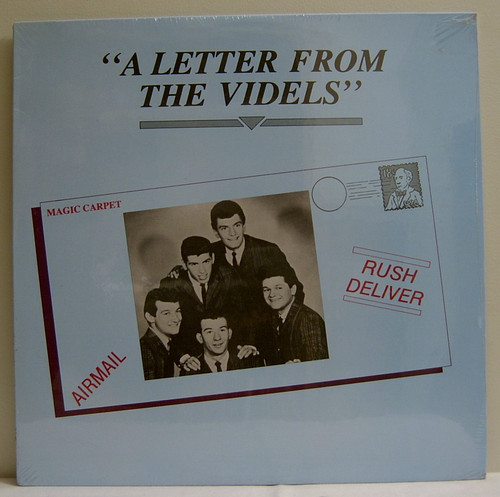 “A LETTER FROM
THE VIDELS”
MAGIC CARPET
RUSH
DELIVER
AIRMAIL